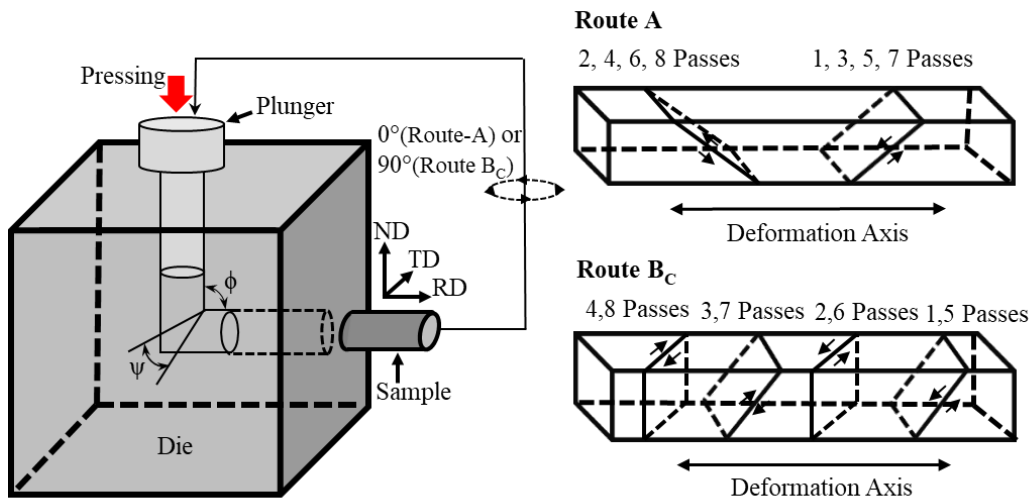 Pressing
Plunger
0°(Route-A) or
90°(Route B_C)
ND
TD
RD
ϕ
ψ
Sample
Die
Route A
2, 4, 6, 8 Passes
1, 3, 5, 7 Passes
Deformation Axis
Route B_C
4,8 Passes
3,7 Passes
2,6 Passes
1,5 Passes
Deformation Axis